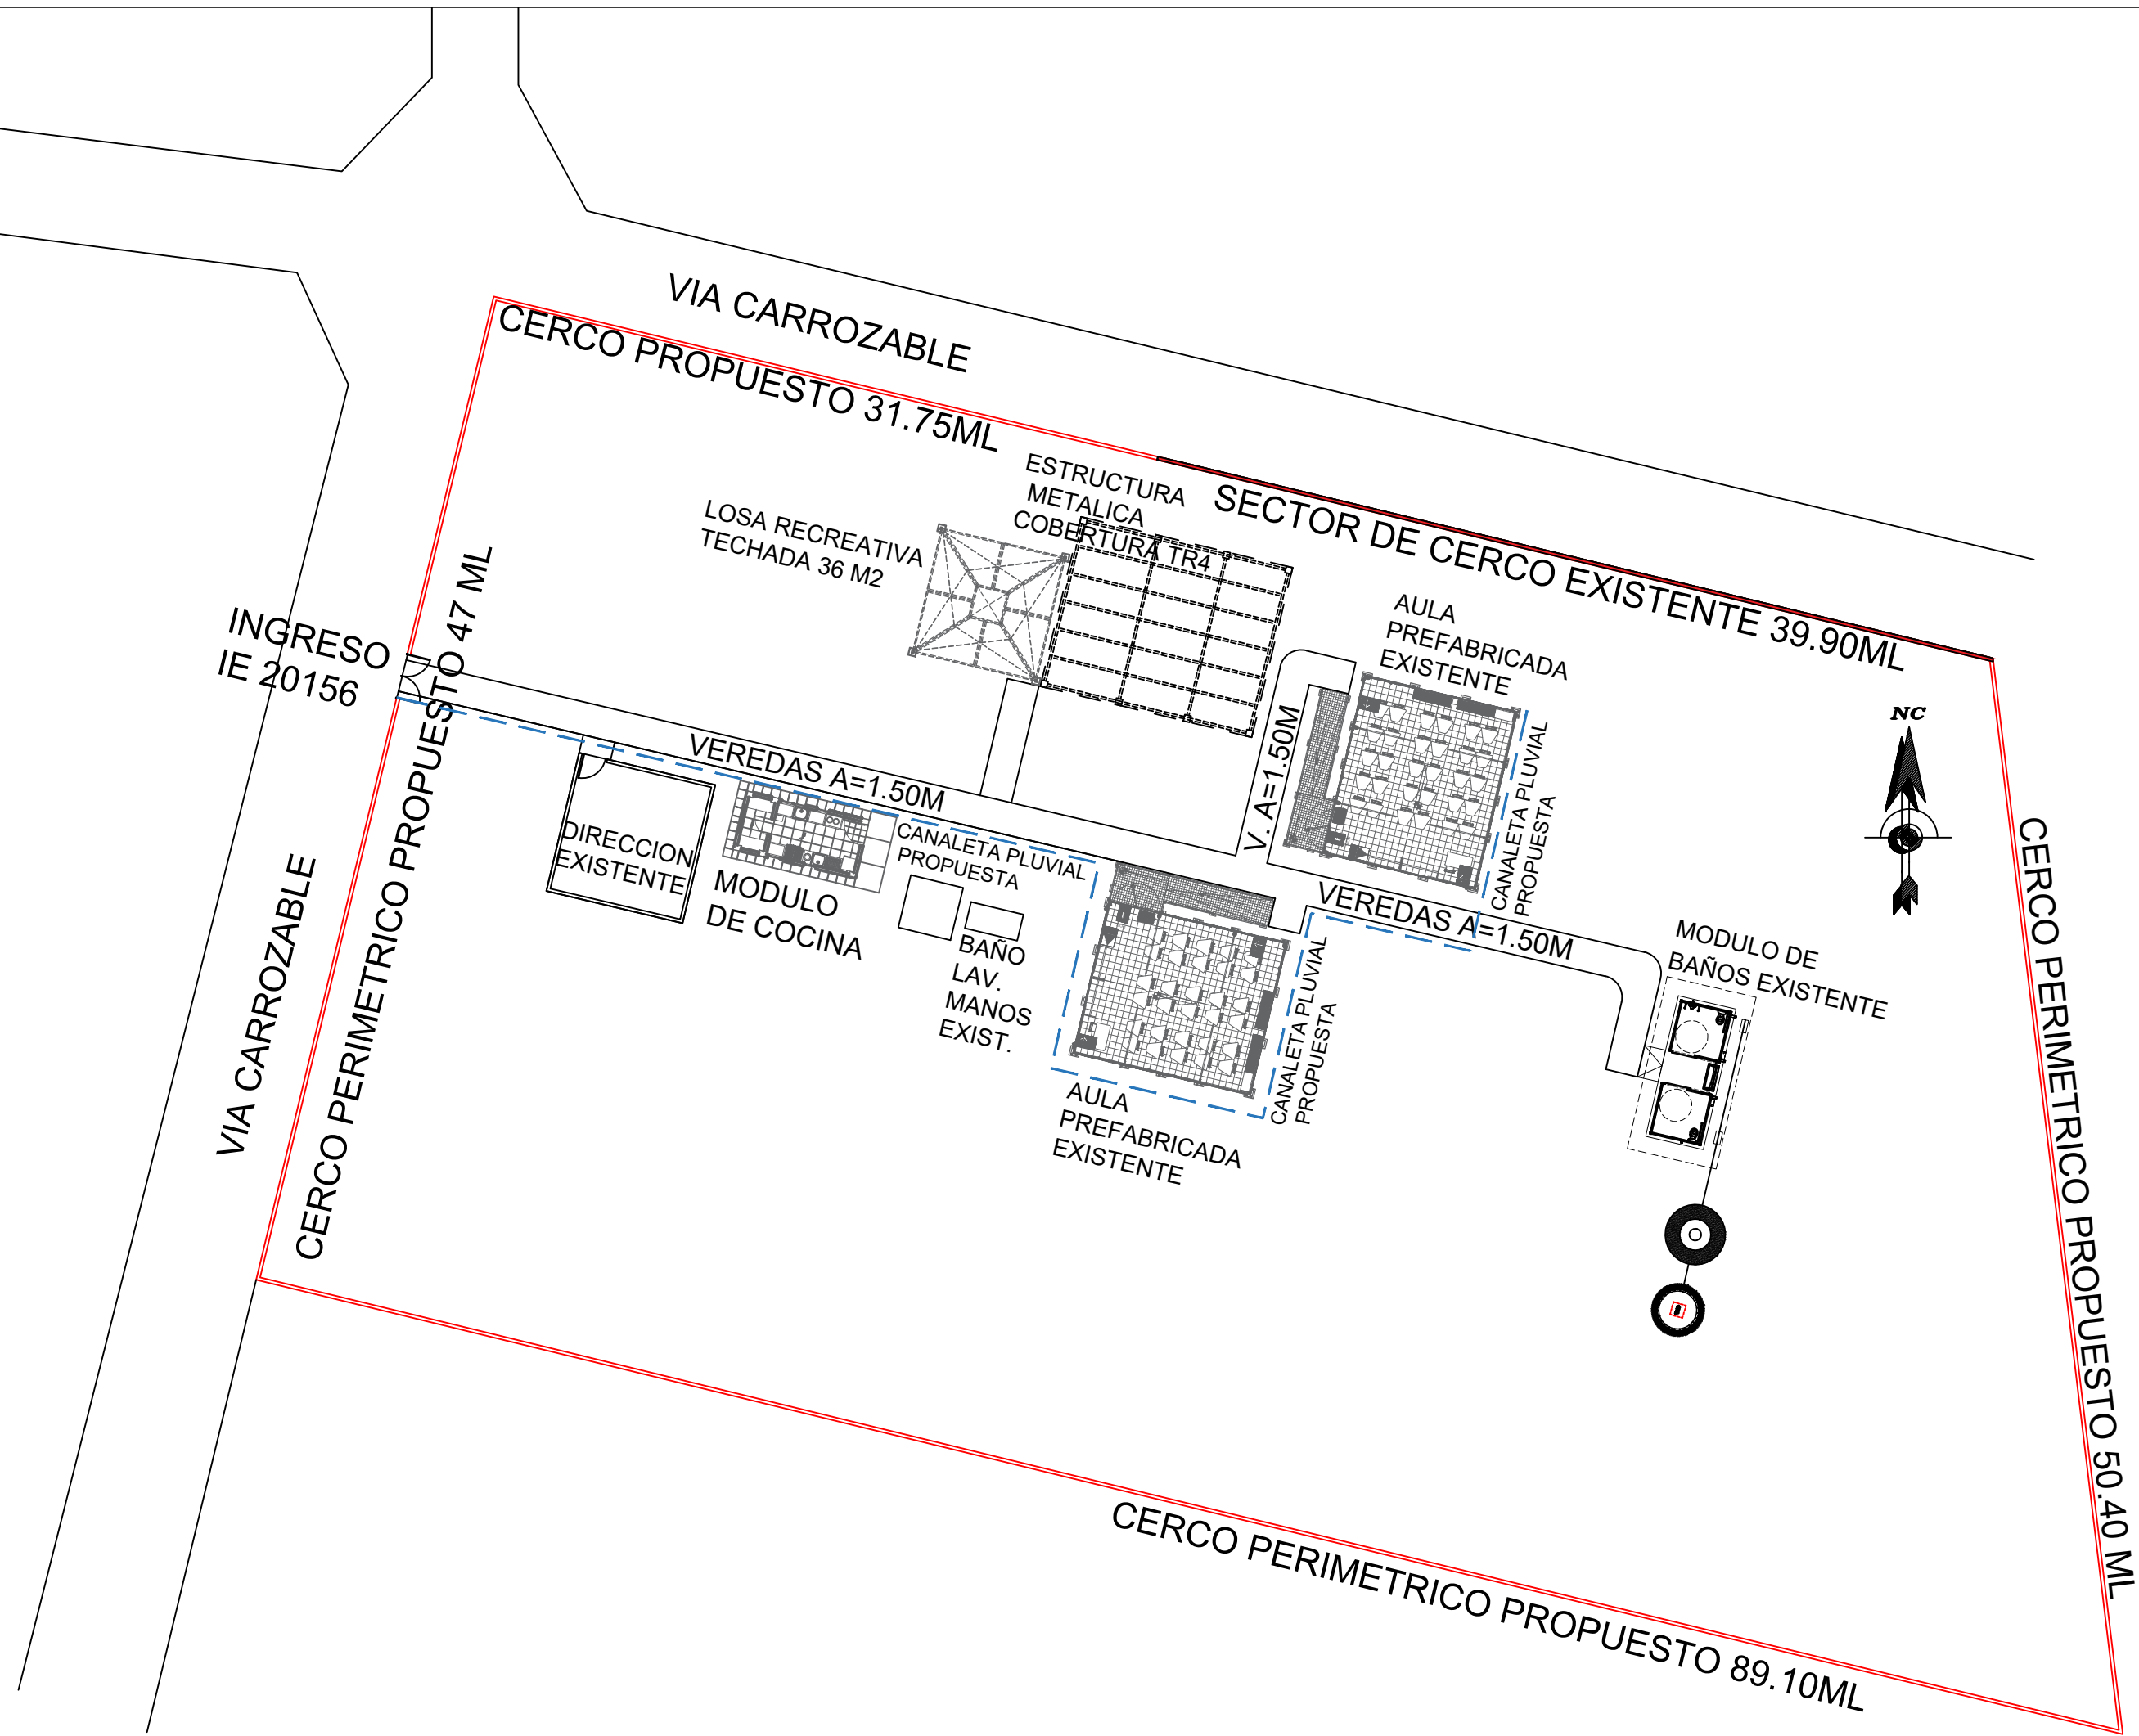 VIA CARROZABLE
CERCO PROPUESTO 31.75ML
ESTRUCTURA
METALICA
COBERTURA TR4
SECTOR DE CERCO EXISTENTE 39.90ML
LOSA RECREATIVA
TECHADA 36 M2
INGRESO
IE 20156
CERCO PERIMETRICO PROPUESTO 47 ML
AULA
PREFABRICADA
EXISTENTE
NC
VEREDAS A=1.50M
V. A=1.50M
CANALETA PLUVIAL
PROPUESTA
DIRECCION
EXISTENTE
MODULO
DE COCINA
CANALETA PLUVIAL
PROPUESTA
BAÑO
LAV.
MANOS
EXIST.
VEREDAS A=1.50M
MODULO DE
BAÑOS EXISTENTE
CANALETA PLUVIAL
PROPUESTA
AULA
PREFABRICADA
EXISTENTE
VIA CARROZABLE
CERCO PERIMETRICO PROPUESTO 50.40 ML
CERCO PERIMETRICO PROPUESTO 89.10ML